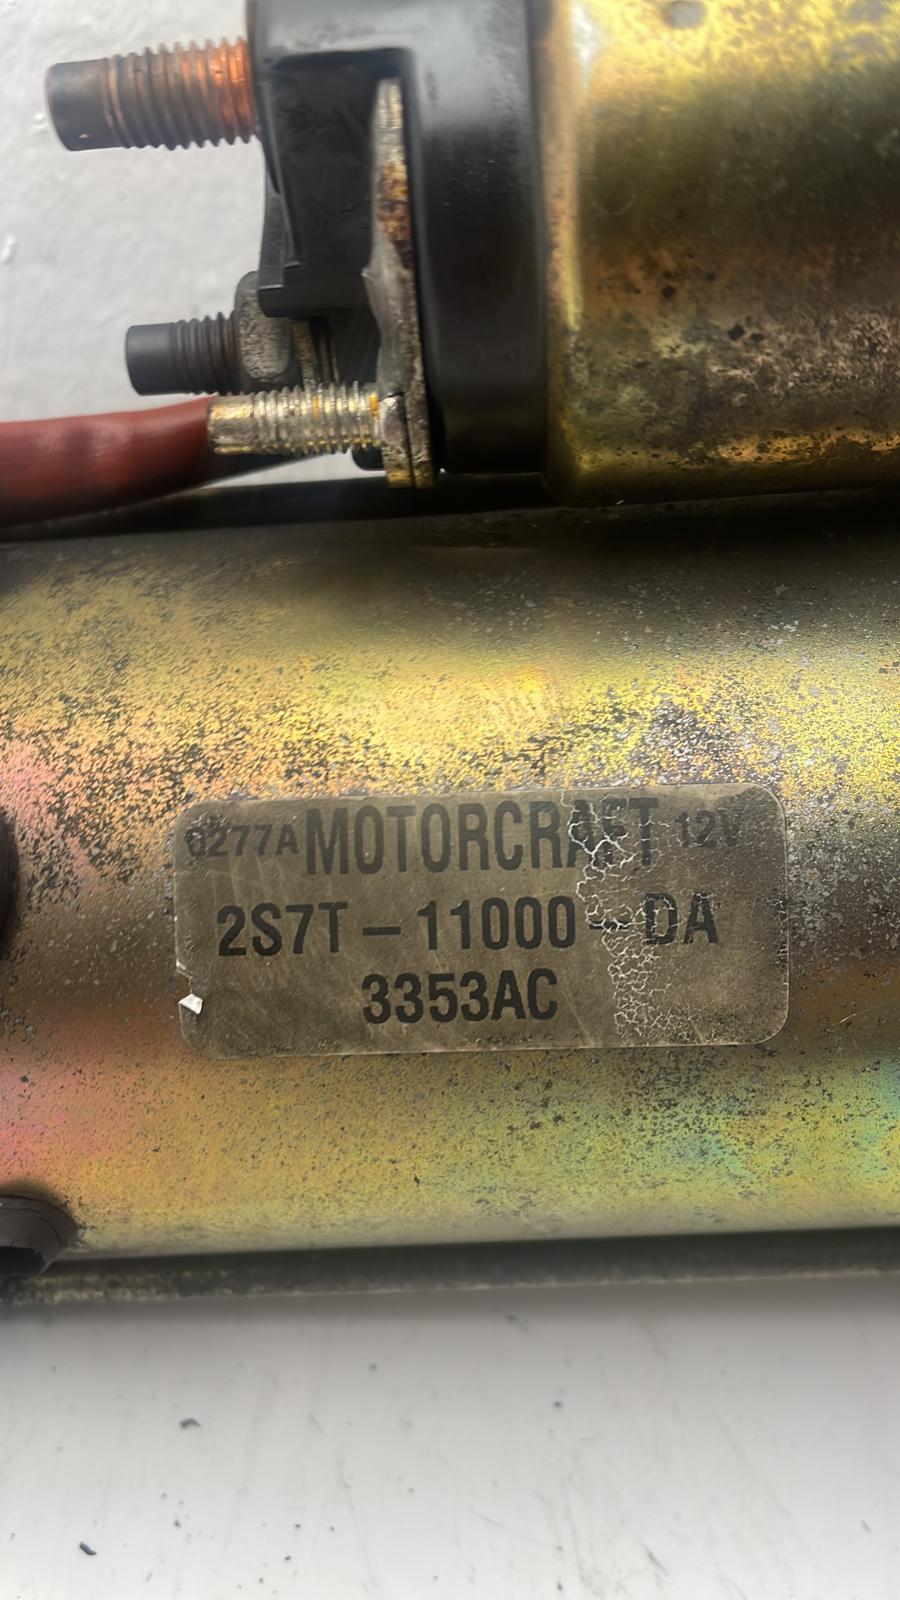 0277A MOTORCRAFT 12V
2S7T-11000-DA
3353AC